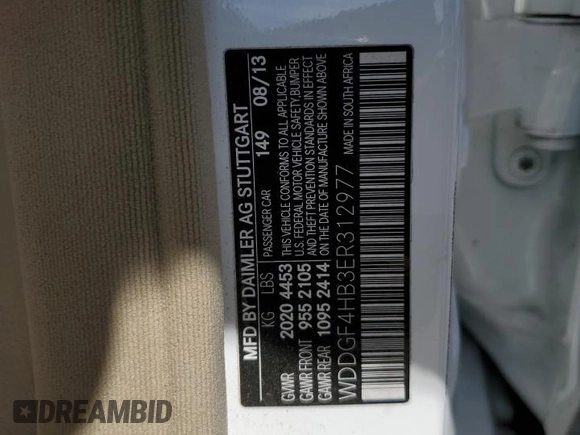 MFD BY DAIMLER AG STUTTGART
KG LBS PASSENGER CAR 149 08/13
GVWR 2020 4453 THIS VEHICLE CONFORMS TO ALL APPLICABLE
U.S. FEDERAL MOTOR VEHICLE SAFETY,BUMPER
GAWR FRONT 955 2105 AND THEFT PREVENTION STANDARDS IN EFFECT
GAWR REAR 1095 2414 ON THE DATE OF MANUFACTURE SHOWN ABOVE
WDDGF4HB3ER312977 MADE IN SOUTH AFRICA
DREAMBID